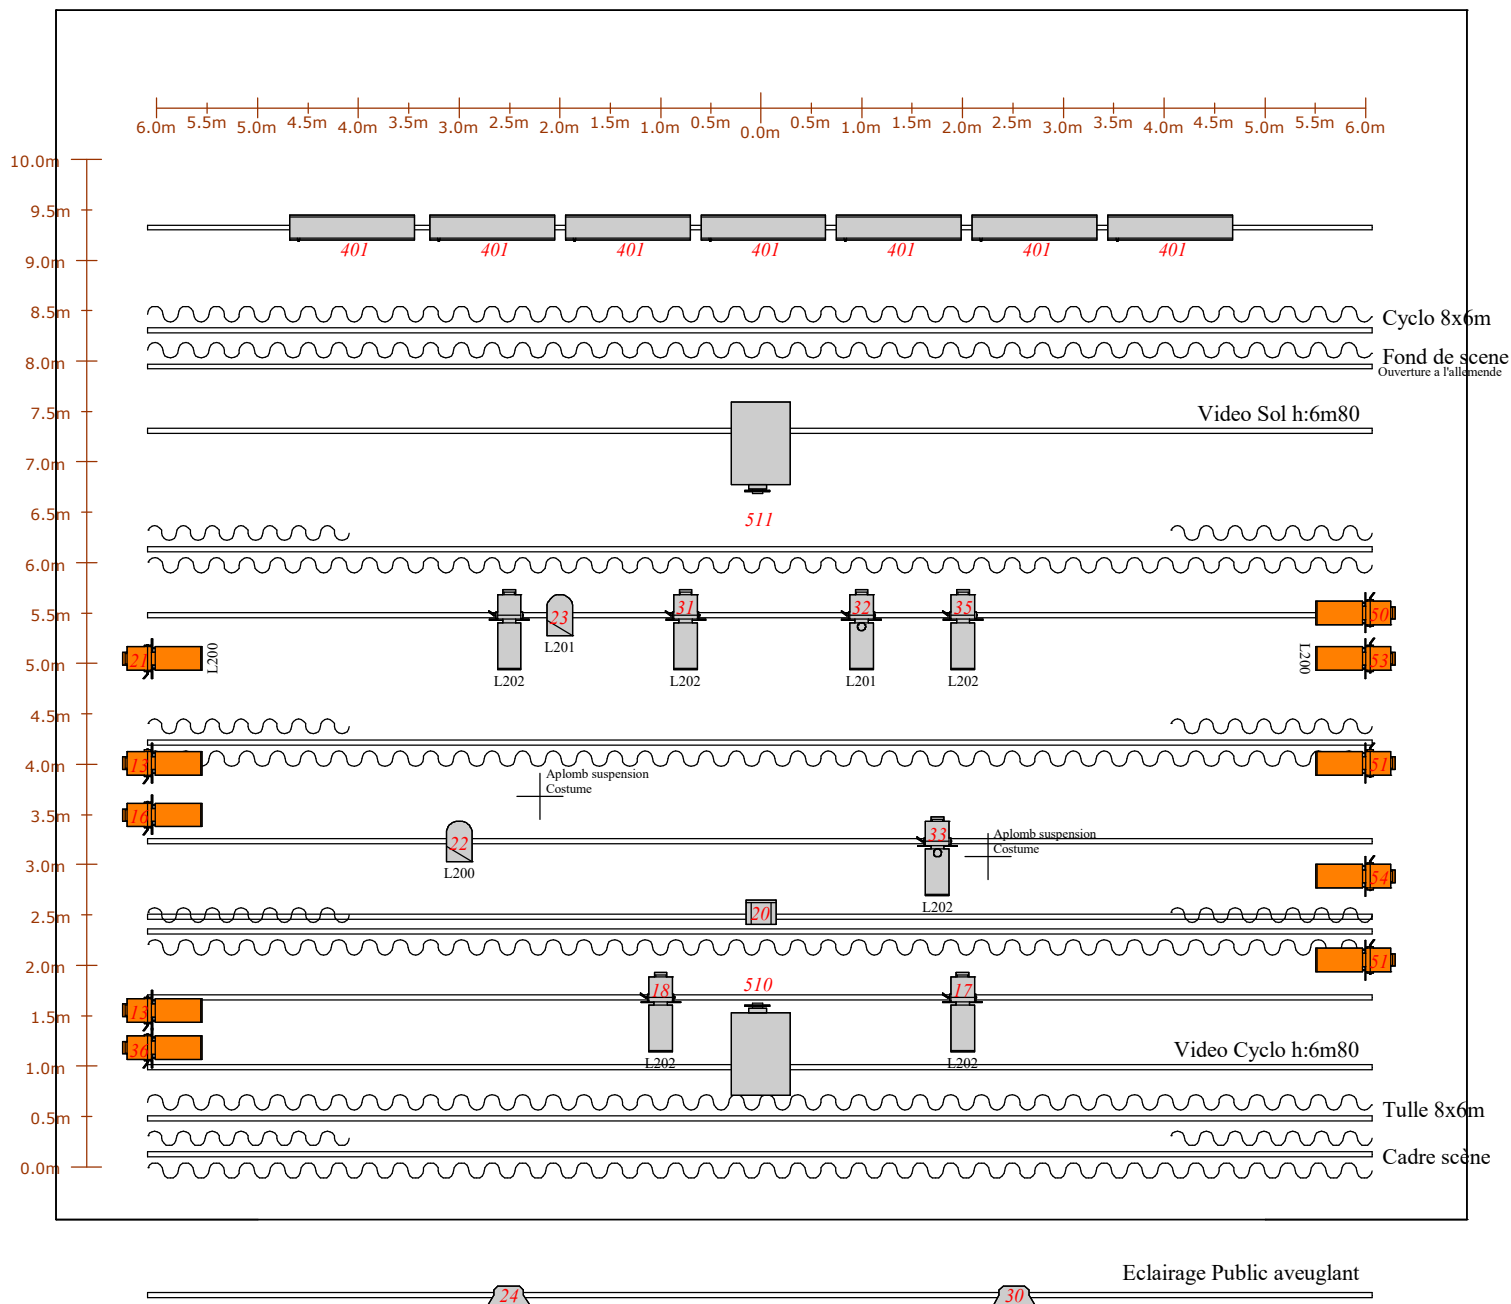 6.0m 5.5m 5.0m 4.5m 4.0m 3.5m 3.0m 2.5m 2.0m 1.5m 1.0m 0.5m 0.0m 0.5m 1.0m 1.5m 2.0m 2.5m 3.0m 3.5m 4.0m 4.5m 5.0m 5.5m 6.0m
10.0m
9.5m
401 401 401 401 401 401 401
9.0m
8.5m
Cyclo 8x6m
8.0m
Fond de scene
Ouverture a l'allemende
7.5m
Video Sol h:6m80
7.0m
6.5m
511
6.0m
5.5m
23 31 32 35 50
L201
21 L200
5.0m
L200 53
L202 L202 L201 L202
4.5m
4.0m
13 51
Aplomb suspension
Costume
3.5m
16
22 33
Aplomb suspension
Costume
3.0m
L200
54
L202
2.5m
20
2.0m
51
18 510 17
1.5m
13
36
Video Cyclo h:6m80
L202 L202
1.0m
0.5m
Tulle 8x6m
0.0m
Cadre scène
Eclairage Public aveuglant
24 30